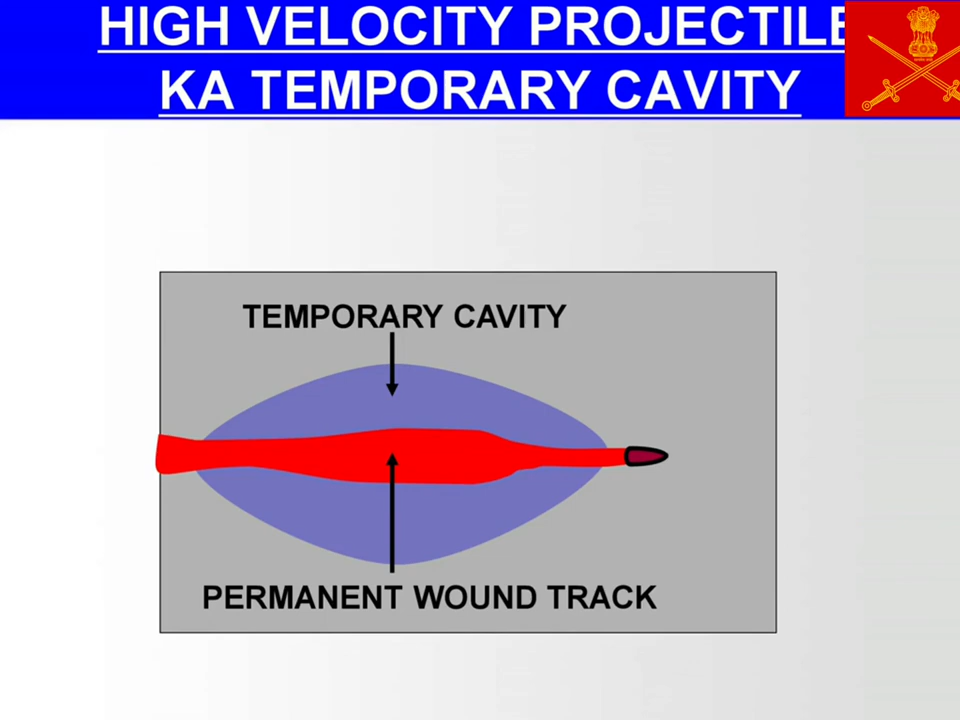 HIGH VELOCITY PROJECTILE
KA TEMPORARY CAVITY
TEMPORARY CAVITY
PERMANENT WOUND TRACK